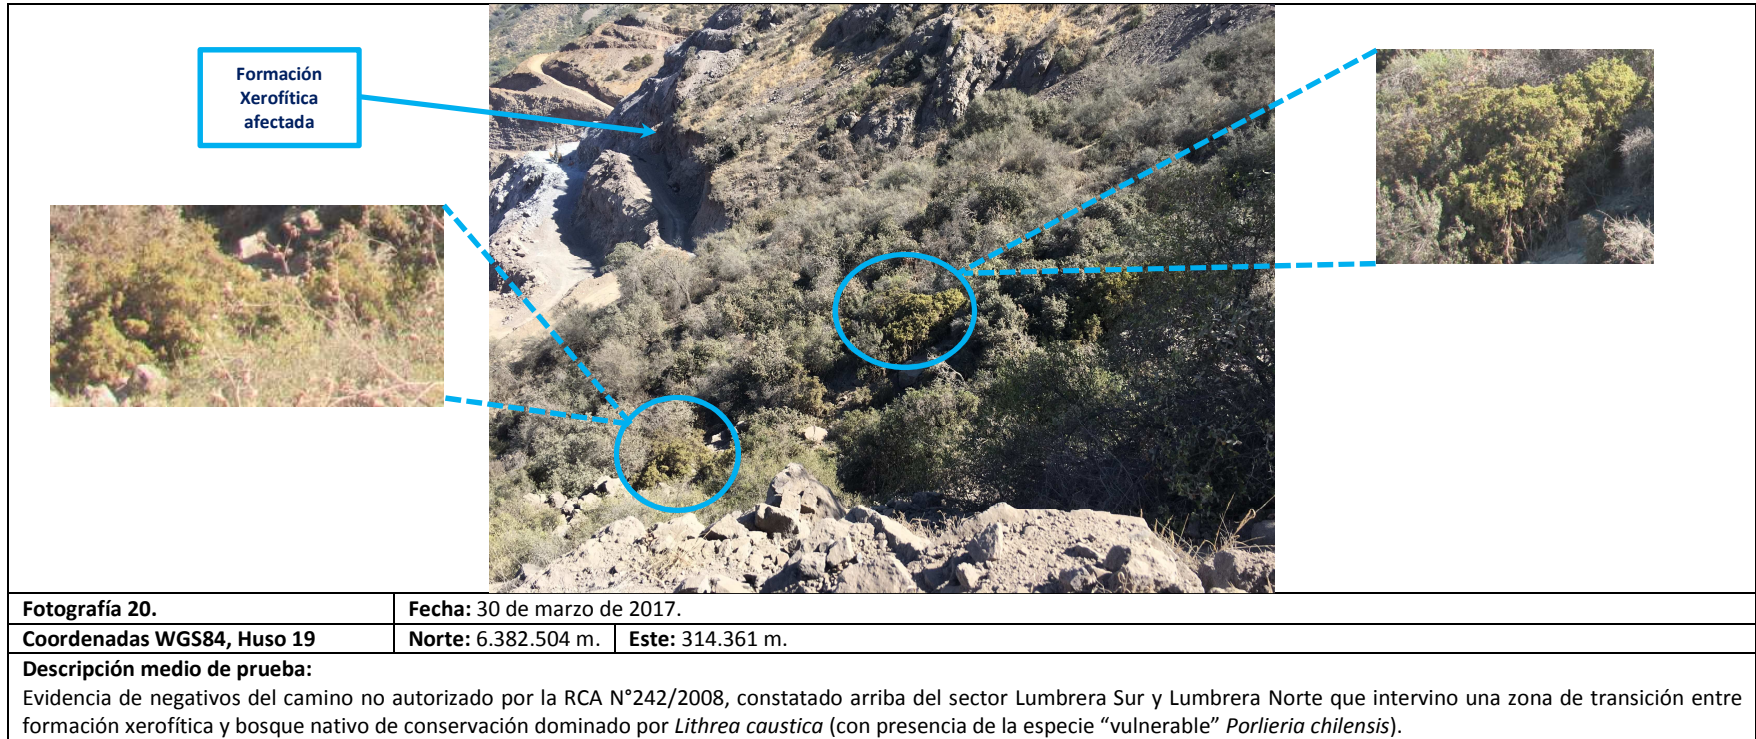 Formación
Xerofítica
afectada
Fotografía 20.
Fecha: 30 de marzo de 2017.
Coordenadas WGS84, Huso 19
Norte: 6.382.504 m.
Este: 314.361 m.
Descripción medio de prueba:
Evidencia de negativos del camino no autorizado por la RCA N°242/2008, constatado arriba del sector Lumbrera Sur y Lumbrera Norte que intervino una zona de transición entre
formación xerofítica y bosque nativo de conservación dominado por Lithrea caustica (con presencia de la especie “vulnerable” Porlieria chilensis).